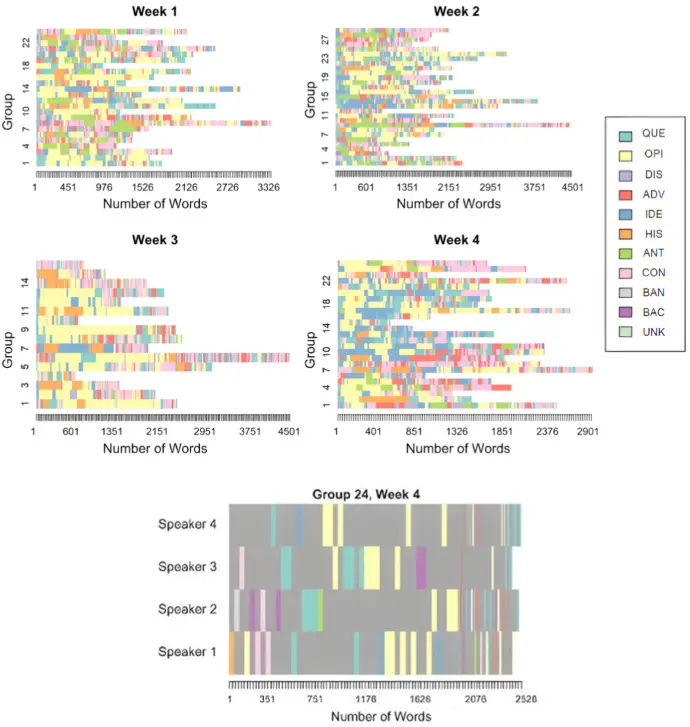 Week 1
Week 2
Group
22
18
14
10
7
4
1
1 451 976 1526 2126 2726 3326
Number of Words
Group
27
23
19
15
11
7
4
1
1 601 1351 2151 2951 3751 4501
Number of Words
QUE
OPI
DIS
ADV
IDE
HIS
ANT
CON
BAN
BAC
UNK
Week 3
Week 4
Group
14
11
9
7
5
3
1
1 601 1351 2151 2951 3751 4501
Number of Words
Group
22
18
14
10
7
4
1
1 401 851 1326 1851 2376 2901
Number of Words
Group 24, Week 4
Speaker 4
Speaker 3
Speaker 2
Speaker 1
1 351 751 1176 1626 2076 2526
Number of Words